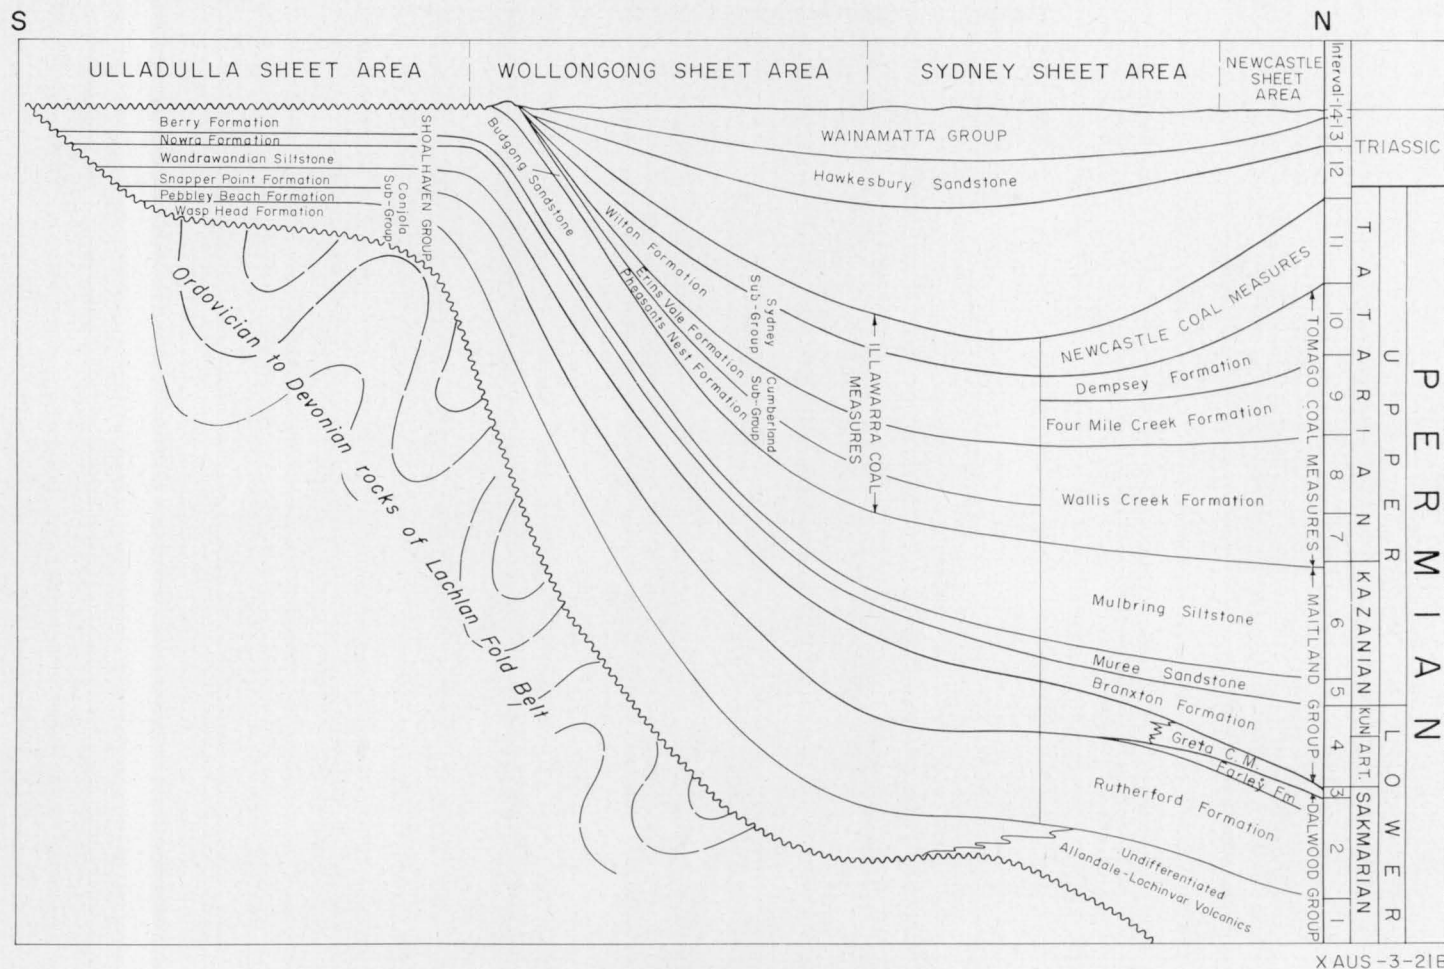 S
N
ULLADULLA SHEET AREA
WOLLONGONG SHEET AREA
SYDNEY SHEET AREA
NEWCASTLE
SHEET
AREA
Interval
14
13
12
11
10
9
8
7
6
5
4
3
2
1
TRIASSIC
TATARIAN
KAZANIAN
KUN
ART.
SAKMARIAN
UPPER
LOWER
PERMIAN
Berry Formation
Nowra Formation
Wandrawandian Siltstone
Snapper Point Formation
Pebbley Beach Formation
Wasp Head Formation
Conjola
Sub-Group
SHOALHAVEN GROUP
Budgong Sandstone
WAINAMATTA GROUP
Hawkesbury Sandstone
Wilton Formation
Erins Vale Formation
Pheasants Nest Formation
Sydney
Sub-Group
Cumberland
Sub-Group
ILLAWARRA COAL
MEASURES
NEWCASTLE COAL MEASURES
Dempsey Formation
Four Mile Creek Formation
Wallis Creek Formation
TOMAGO COAL MEASURES
Mulbring Siltstone
Muree Sandstone
Branxton Formation
MAITLAND GROUP
Greta C. M.
Farley Fm
Rutherford Formation
DALWOOD GROUP
Undifferentiated
Allandale-Lochinvar Volcanics
Ordovician to Devonian rocks of Lachlan Fold Belt
X AUS-3-21B